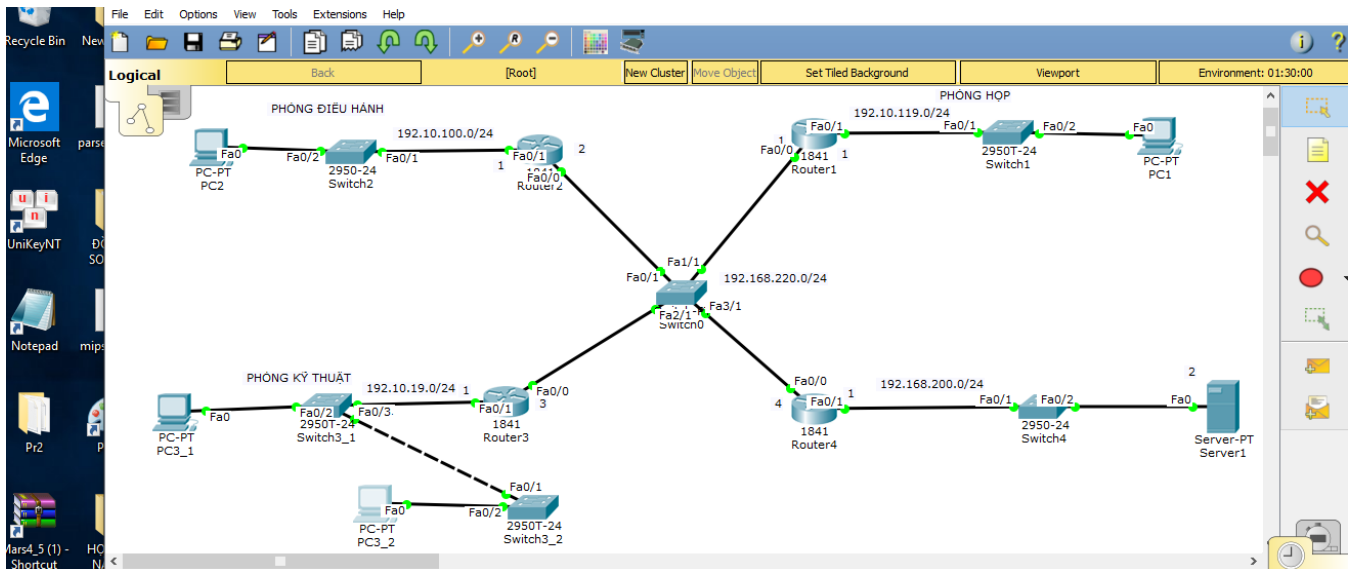 File Edit Options View Tools Extensions Help
Recycle Bin
New
Logical
Back
[Root]
New Cluster
Move Object
Set Tiled Background
Viewport
Environment: 01:30:00
Microsoft
Edge
parse
UniKeyNT
ĐỒ
SO
Notepad
mips
Pr2
P
Mars4_5 (1) -
Shortcut
HỌ
NA
PHÒNG ĐIỀU HÀNH
192.10.100.0/24
Fa0
Fa0/2
Fa0/1
Fa0/1
2
1
Fa0/0
PC-PT
PC2
2950-24
Switch2
1841
Router2
PHÒNG HỌP
192.10.119.0/24
1
Fa0/1
Fa0/1
Fa0/2
Fa0
Fa0/0
1
1841
Router1
2950T-24
Switch1
PC-PT
PC1
Fa1/1
Fa0/1
192.168.220.0/24
Fa2/1
Fa3/1
Switch0
PHÒNG KỸ THUẬT
192.10.19.0/24
1
Fa0/0
Fa0
Fa0/2
Fa0/3
Fa0/1
3
PC-PT
PC3_1
2950T-24
Switch3_1
1841
Router3
Fa0/1
Fa0
Fa0/2
PC-PT
PC3_2
2950T-24
Switch3_2
Fa0/0
1
192.168.200.0/24
2
4
Fa0/1
Fa0/1
Fa0/2
Fa0
1841
Router4
2950-24
Switch4
Server-PT
Server1